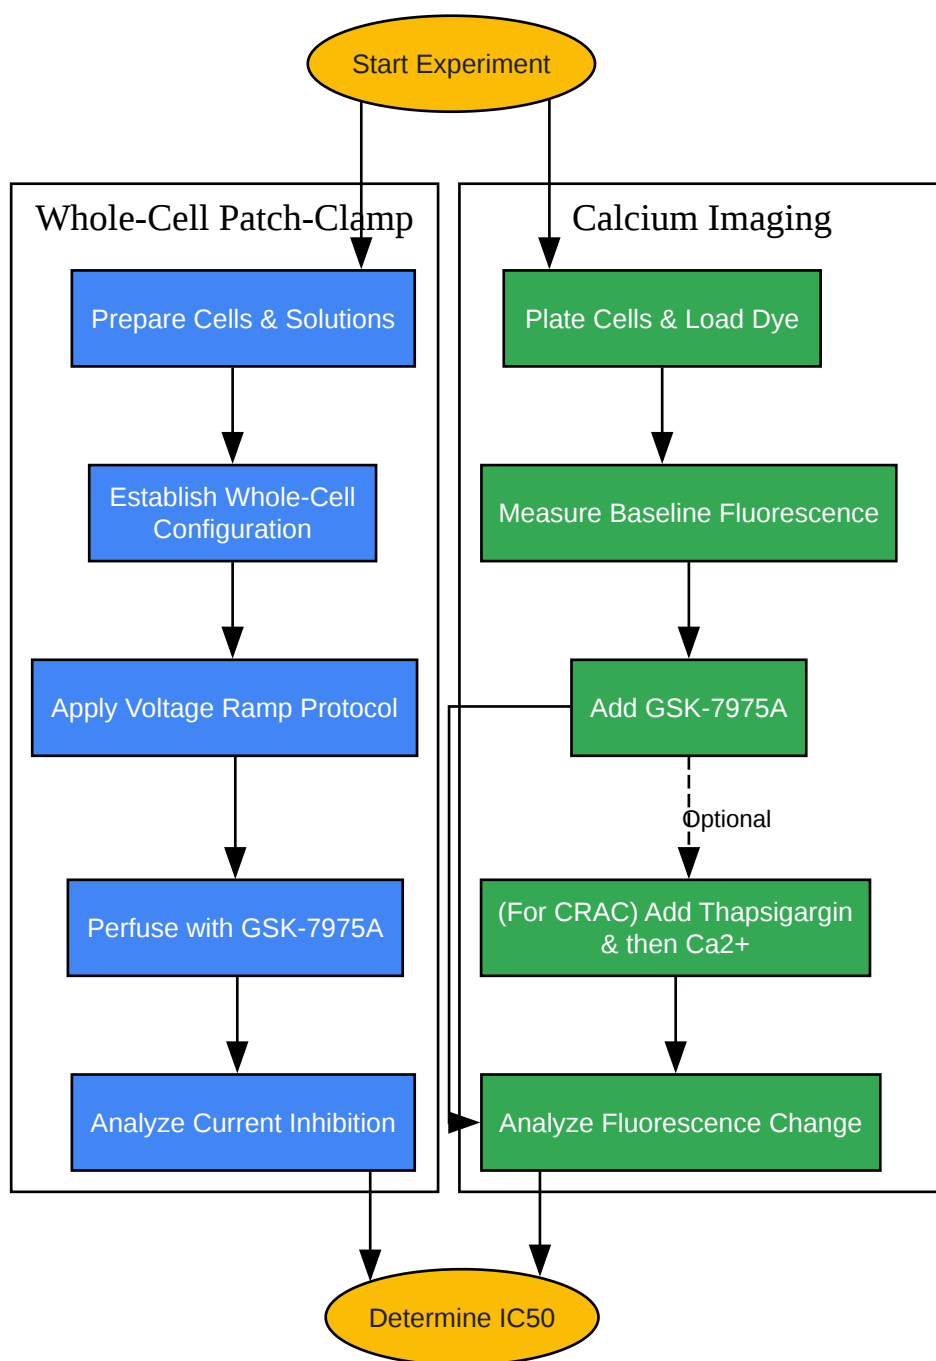 Start Experiment
Whole-Cell Patch-Clamp
Prepare Cells & Solutions
Establish Whole-Cell
Configuration
Apply Voltage Ramp Protocol
Perfuse with GSK-7975A
Analyze Current Inhibition
Calcium Imaging
Plate Cells & Load Dye
Measure Baseline Fluorescence
Add GSK-7975A
Optional
(For CRAC) Add Thapsigargin
& then Ca2+
Analyze Fluorescence Change
Determine IC50